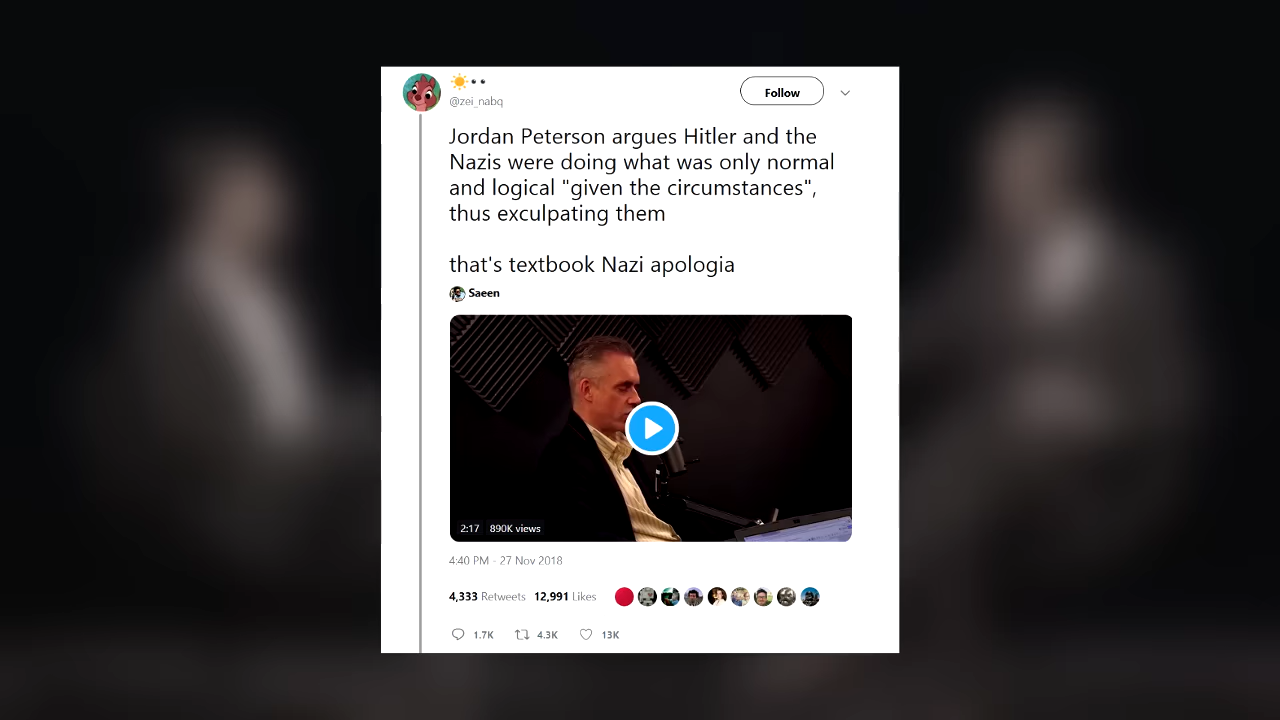 ☀️••
@zei_nabq
Follow
Jordan Peterson argues Hitler and the
Nazis were doing what was only normal
and logical "given the circumstances",
thus exculpating them
that's textbook Nazi apologia
Saeen
2:17 890K views
4:40 PM - 27 Nov 2018
4,333 Retweets 12,991 Likes
1.7K 4.3K 13K